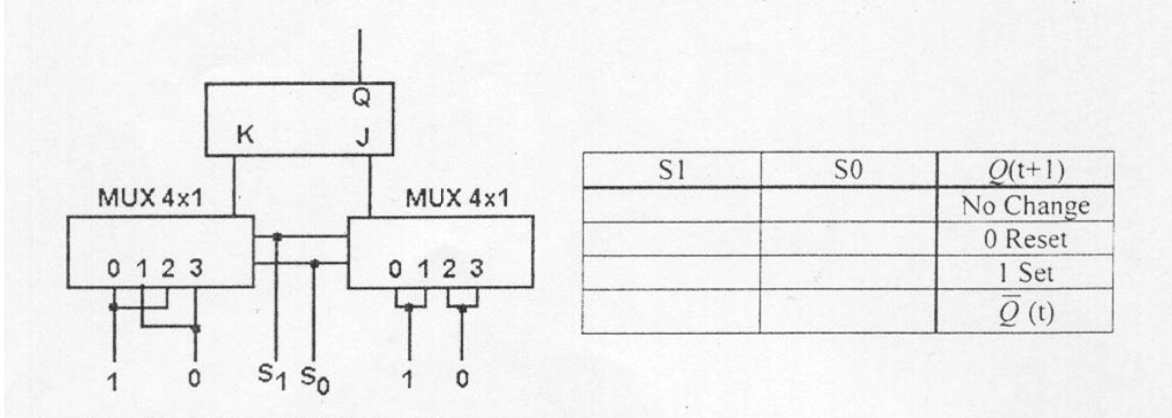 Q
K J
MUX 4x1 MUX 4x1
0 1 2 3 0 1 2 3
1 0 S1 S0 1 0
S1 S0 Q(t+1)
No Change
0 Reset
1 Set
Q̅ (t)